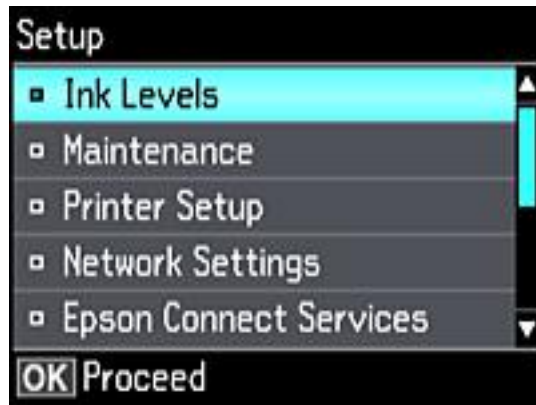 Setup
Ink Levels
Maintenance
Printer Setup
Network Settings
Epson Connect Services
OK Proceed